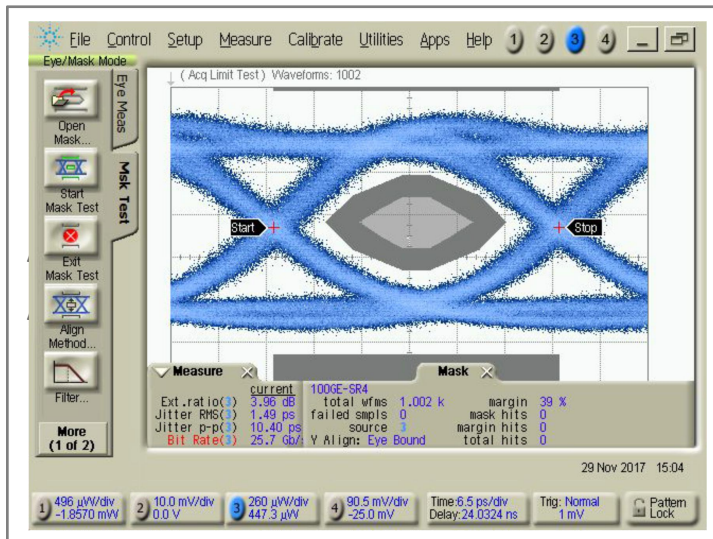 File Control Setup Measure Calibrate Utilities Apps Help 1) 2) 3) 4)
Eye/Mask Mode
Eye Meas
Msk Test
Open
Mask...
Start
Mask Test
Exit
Mask Test
Align
Method...
Filter...
More
(1 of 2)
( Acq Limit Test ) Waveforms: 1002
Start
Stop
Measure
current
Ext.ratio(3) 3.96 dB
Jitter RMS(3) 1.49 ps
Jitter p-p(3) 10.40 ps
Bit Rate(3) 25.7 Gb/
Mask
100GE-SR4
total wfms 1.002 k margin 39 %
failed smpls 0 mask hits 0
source 3 margin hits 0
Y Align: Eye Bound total hits 0
29 Nov 2017 15:04
1) 496 µW/div
-1.8570 mW
2) 10.0 mV/div
0.0 V
3) 260 µW/div
447.3 µW
4) 90.5 mV/div
-25.0 mV
Time:6.5 ps/div
Delay:24.0324 ns
Trig: Normal
1 mV
Pattern
Lock